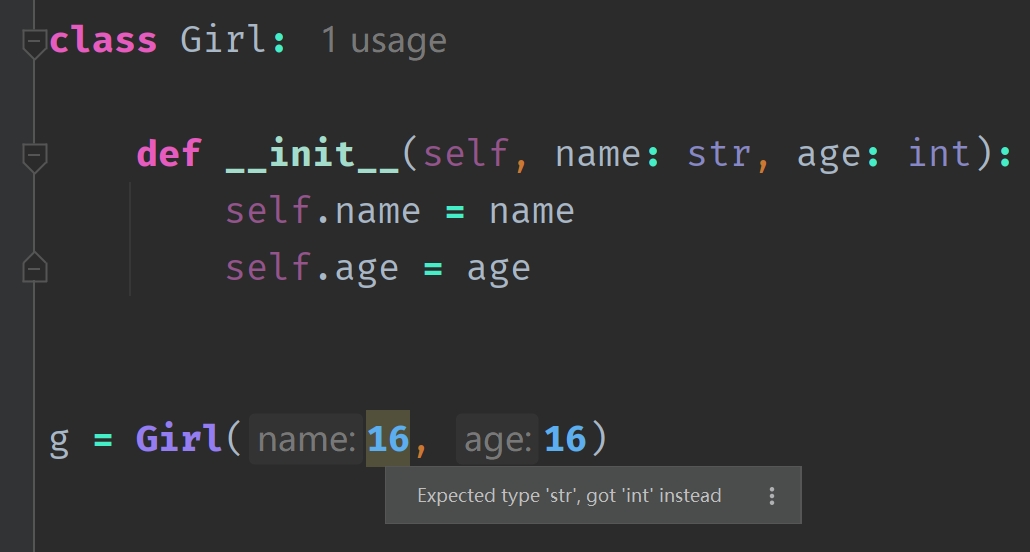 class Girl: 1 usage
def __init__(self, name: str, age: int):
self.name = name
self.age = age
g = Girl( name: 16, age: 16)
Expected type 'str', got 'int' instead